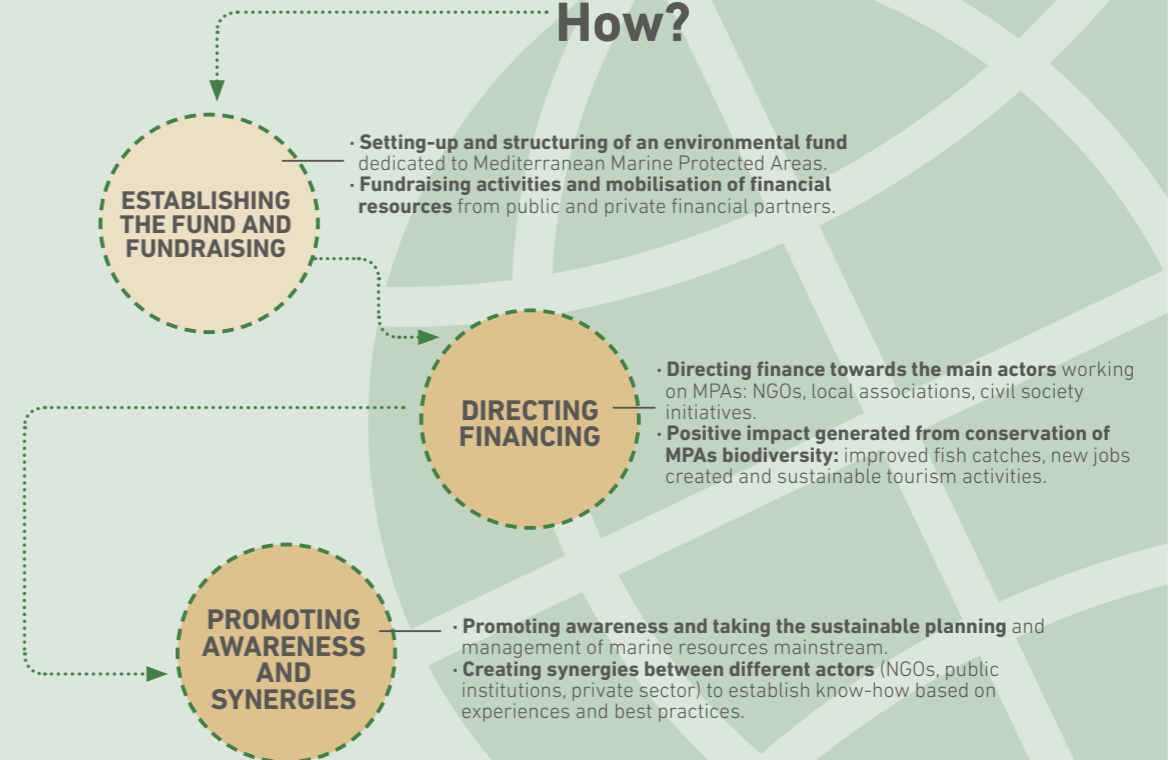 How?
ESTABLISHING
THE FUND AND
FUNDRAISING
· Setting-up and structuring of an environmental fund
dedicated to Mediterranean Marine Protected Areas.
· Fundraising activities and mobilisation of financial
resources from public and private financial partners.
DIRECTING
FINANCING
· Directing finance towards the main actors working
on MPAs: NGOs, local associations, civil society
initiatives.
· Positive impact generated from conservation of
MPAs biodiversity: improved fish catches, new jobs
created and sustainable tourism activities.
PROMOTING
AWARENESS
AND
SYNERGIES
· Promoting awareness and taking the sustainable planning and
management of marine resources mainstream.
· Creating synergies between different actors (NGOs, public
institutions, private sector) to establish know-how based on
experiences and best practices.